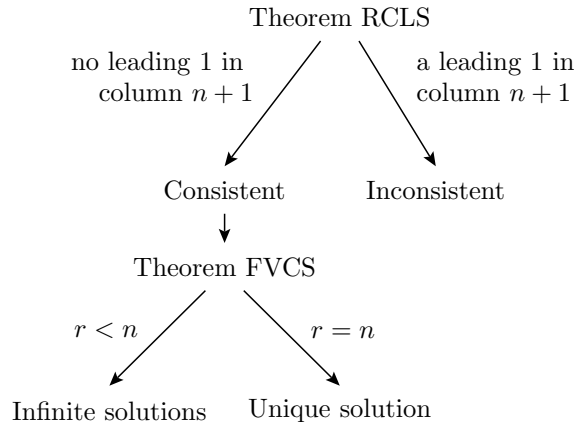 Theorem RCLS
no leading 1 in
column n + 1
a leading 1 in
column n + 1
Consistent
Inconsistent
Theorem FVCS
r < n
r = n
Infinite solutions
Unique solution